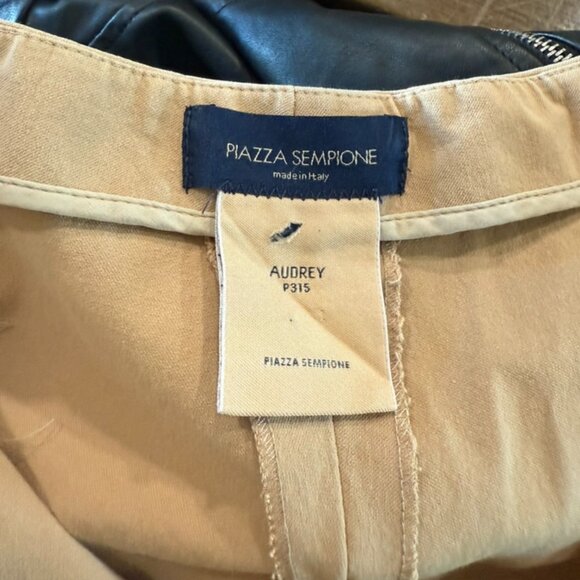 PIAZZA SEMPIONE
made in Italy
AUDREY
P315
PIAZZA SEMPIONE